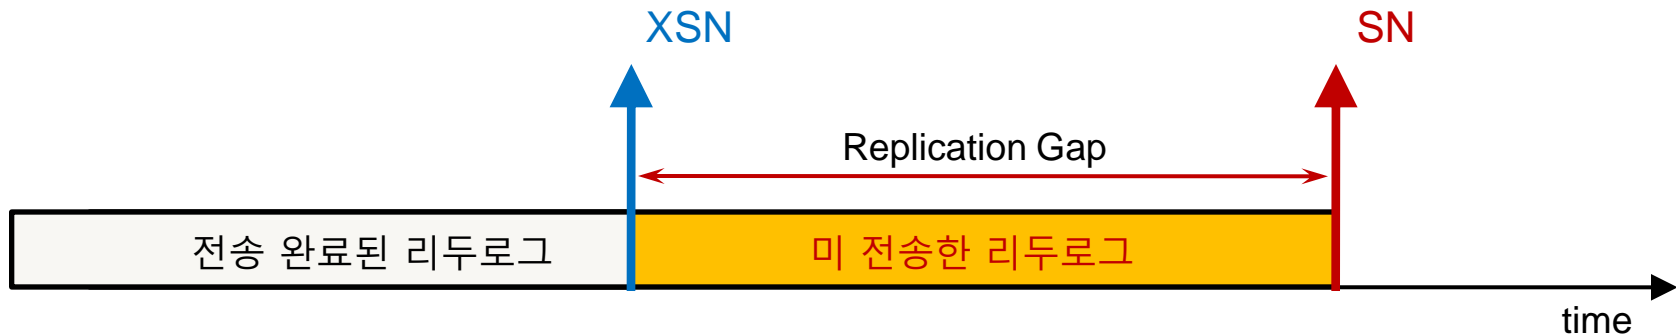 XSN
SN
Replication Gap
전송 완료된 리두로그
미 전송한 리두로그
time